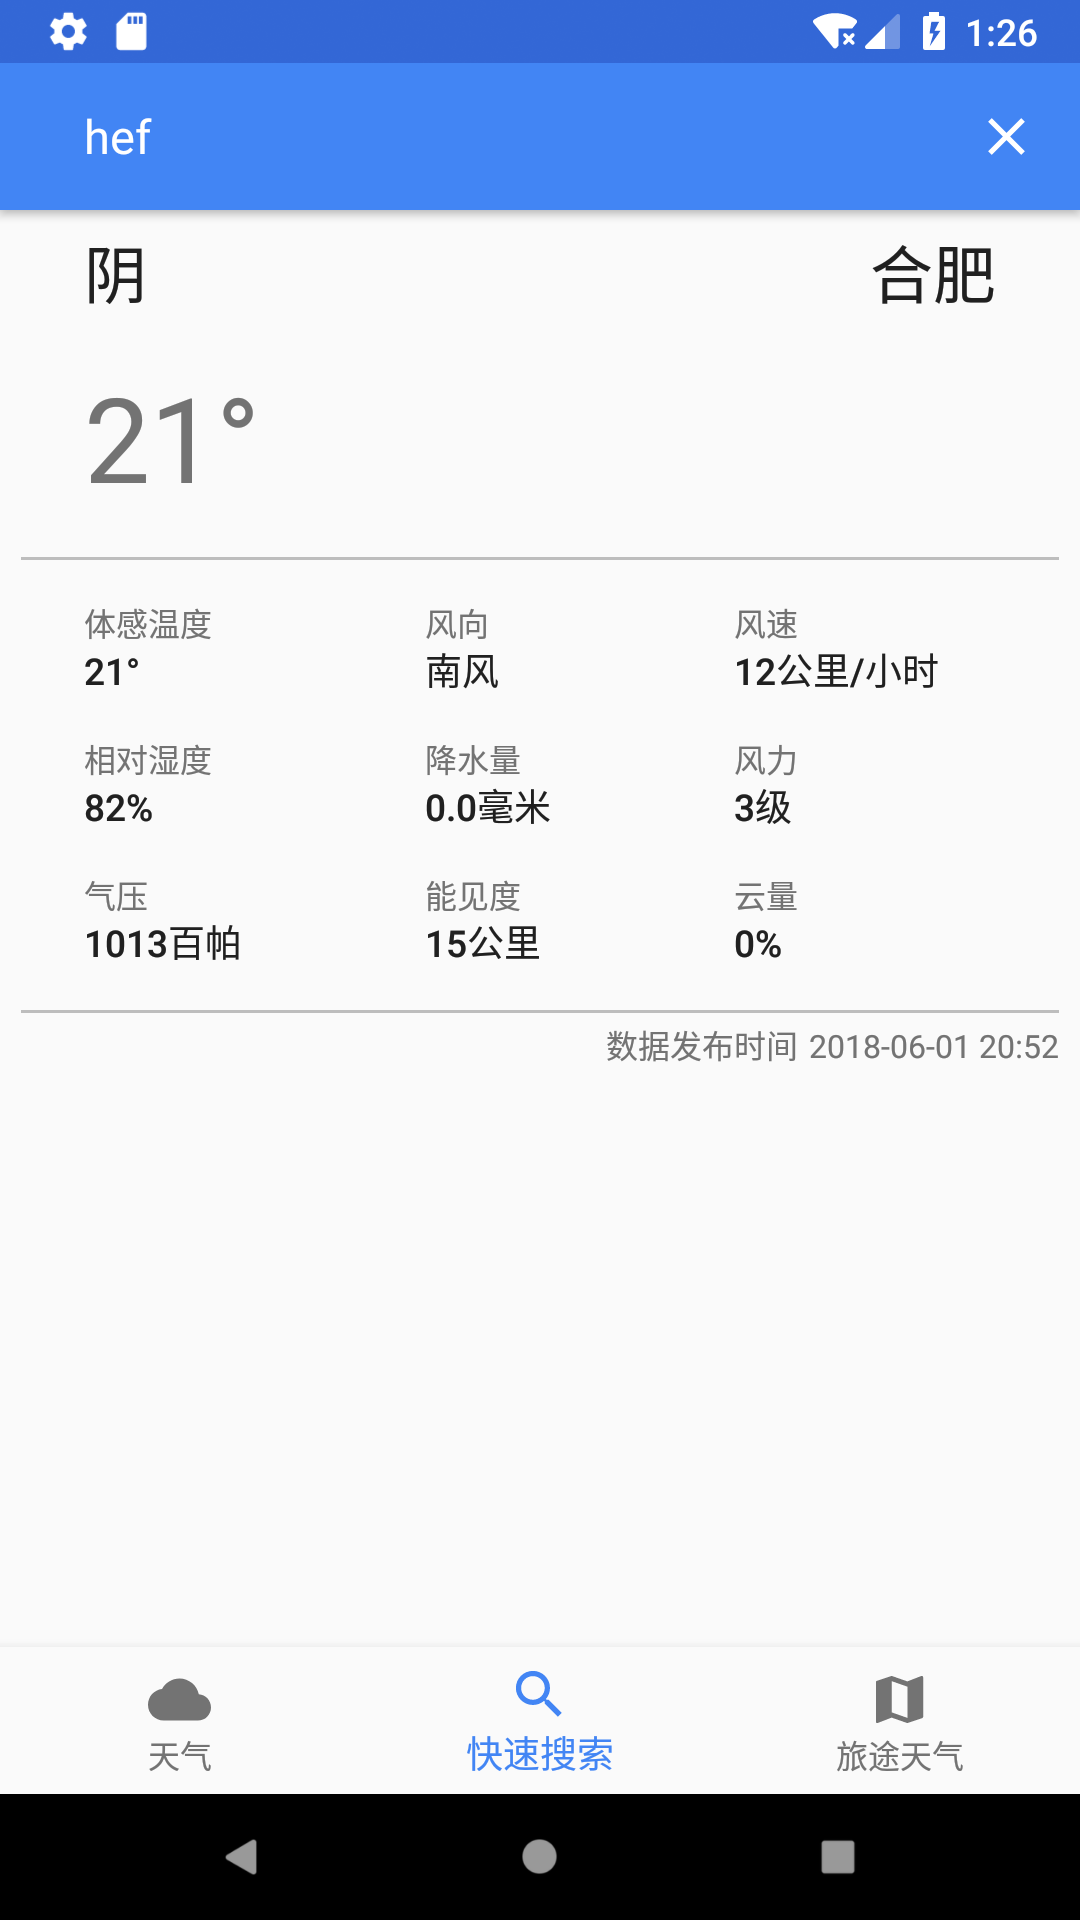 1:26
hef
阴 合肥
21°
体感温度 风向 风速
21° 南风 12公里/小时
相对湿度 降水量 风力
82% 0.0毫米 3级
气压 能见度 云量
1013百帕 15公里 0%
数据发布时间 2018-06-01 20:52
天气 快速搜索 旅途天气